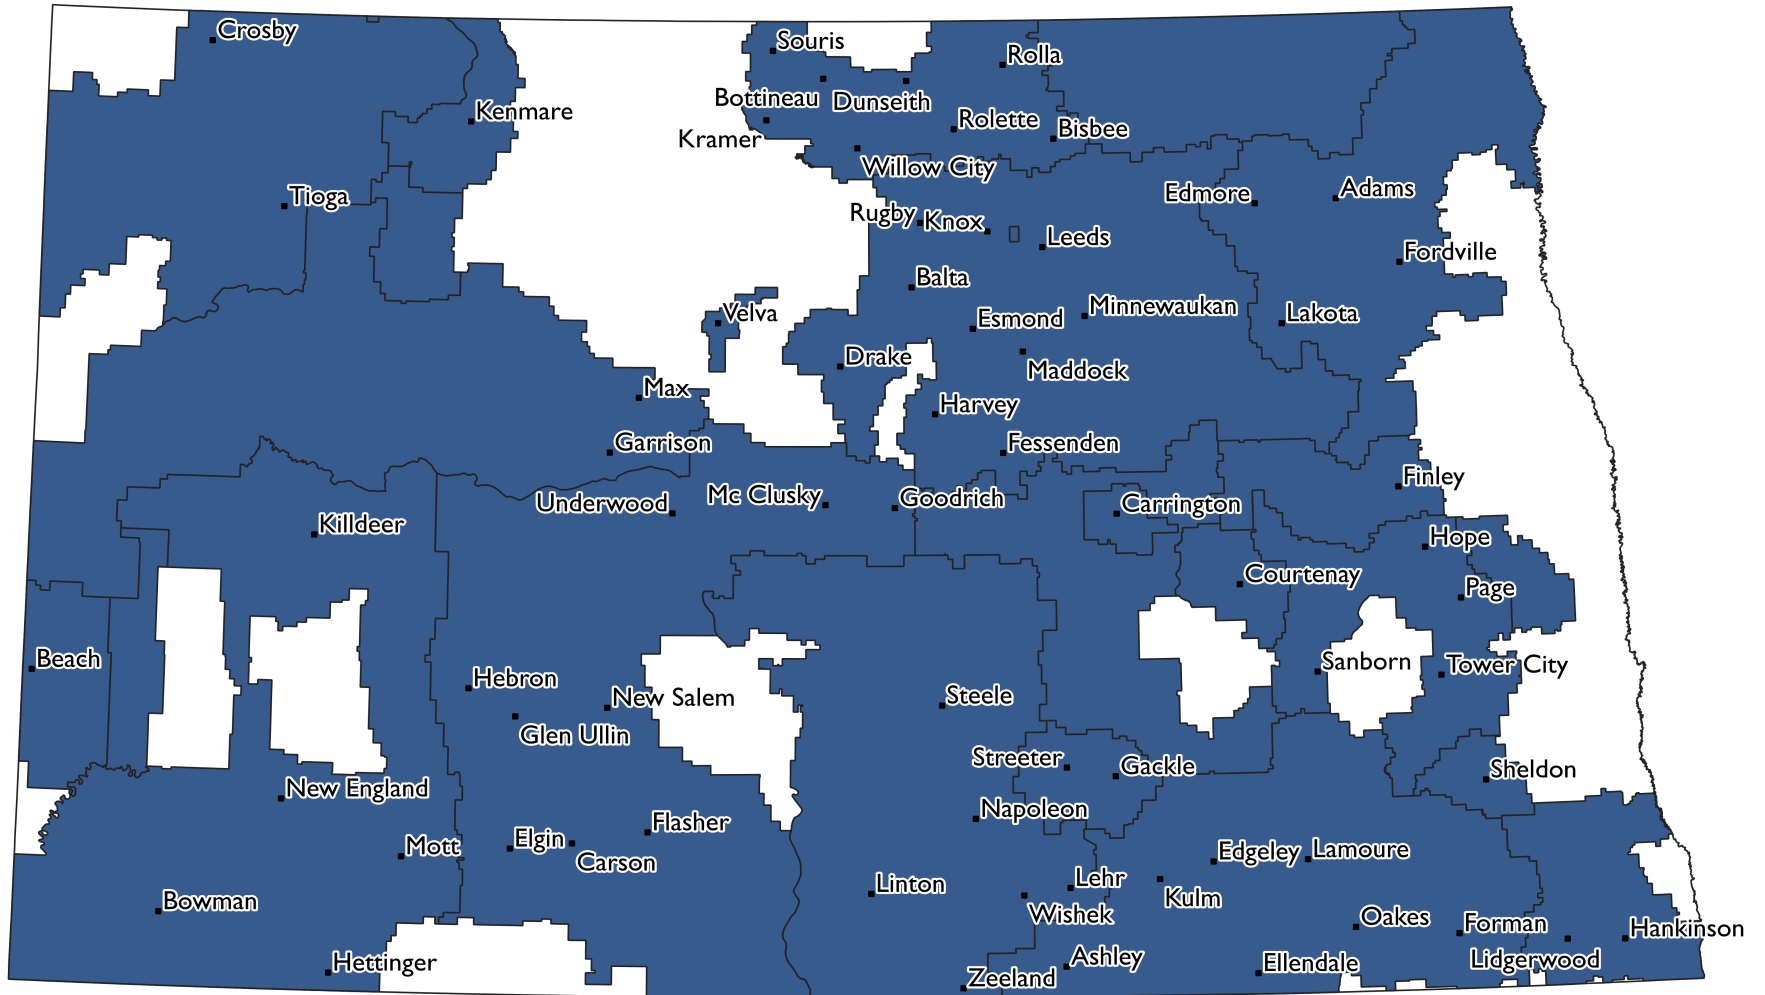 Crosby
Souris
Rolla
Kenmare
Bottineau
Dunseith
Rolette
Bisbee
Kramer
Willow City
Tioga
Edmore
Adams
Rugby
Knox
Leeds
Fordville
Balta
Velva
Esmond
Minnewaukan
Lakota
Drake
Maddock
Max
Harvey
Garrison
Fessenden
Finley
Underwood
Mc Clusky
Goodrich
Carrington
Killdeer
Hope
Courtenay
Page
Beach
Sanborn
Tower City
Hebron
New Salem
Steele
Glen Ullin
Streeter
Gackle
Sheldon
New England
Napoleon
Flasher
Elgin
Mott
Carson
Edgeley
Lamoure
Linton
Lehr
Kulm
Bowman
Wishek
Oakes
Forman
Hankinson
Hettinger
Ashley
Ellendale
Lidgerwood
Zeeland